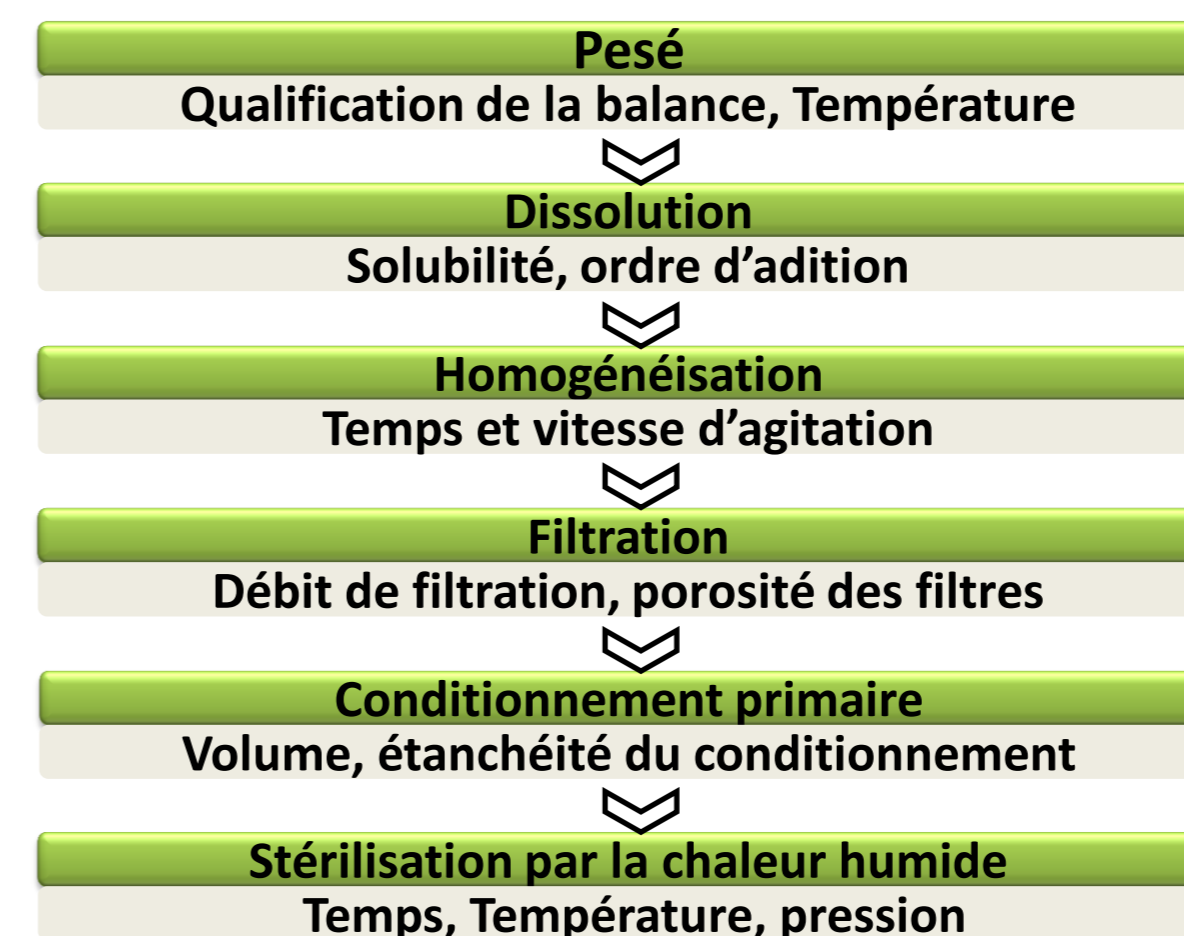 Pesé
Qualification de la balance, Température
Dissolution
Solubilité, ordre d’adition
Homogénéisation
Temps et vitesse d’agitation
Filtration
Débit de filtration, porosité des filtres
Conditionnement primaire
Volume, étanchéité du conditionnement
Stérilisation par la chaleur humide
Temps, Température, pression